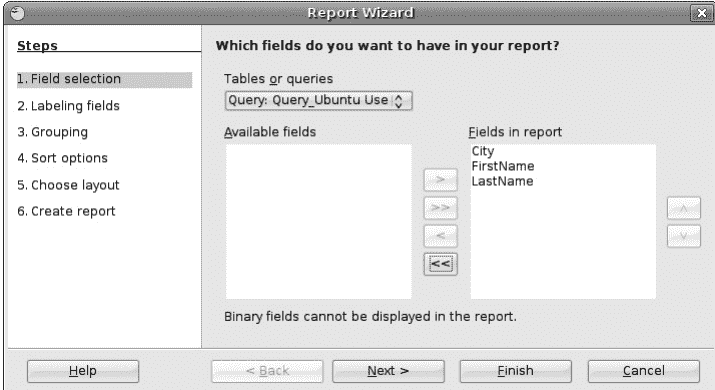 Report Wizard
Steps
1. Field selection
2. Labeling fields
3. Grouping
4. Sort options
5. Choose layout
6. Create report
Which fields do you want to have in your report?
Tables or queries
Query: Query_Ubuntu Use
Available fields
Fields in report
City
FirstName
LastName
>
>>
<
<<
Binary fields cannot be displayed in the report.
Help
< Back
Next >
Finish
Cancel